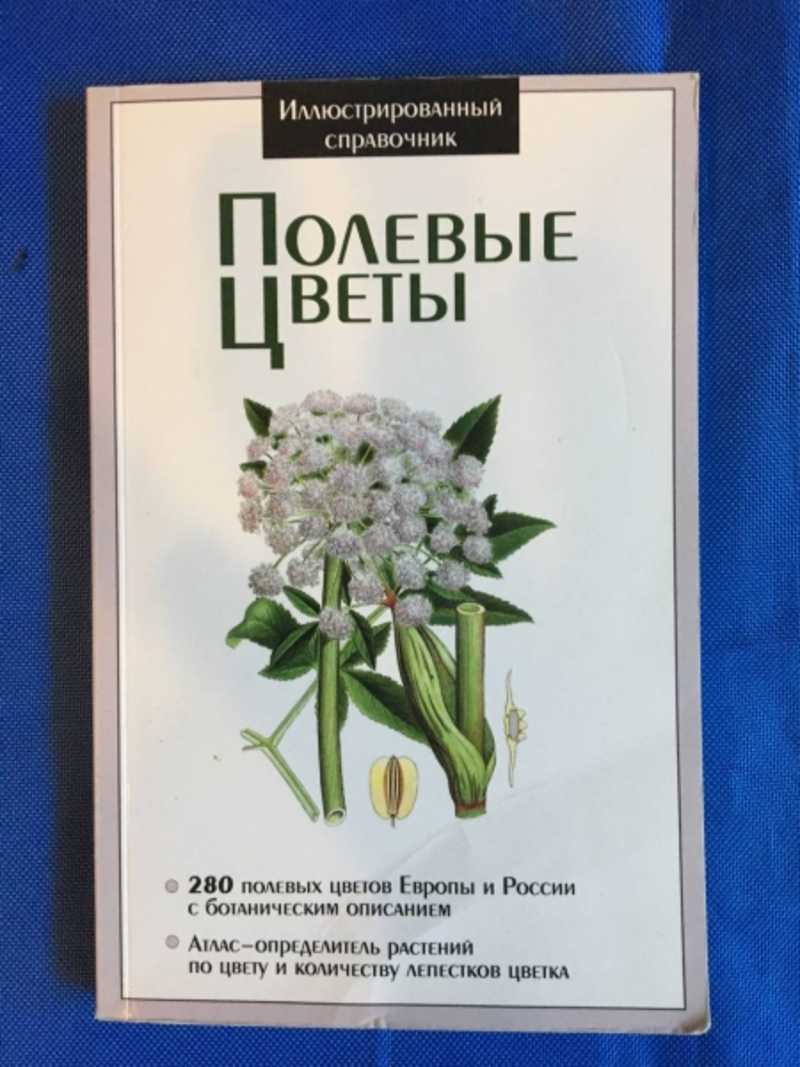 Иллюстрированный
справочник
Полевые
Цветы
280 полевых цветов Европы и России
с ботаническим описанием
Атлас-определитель растений
по цвету и количеству лепестков цветка